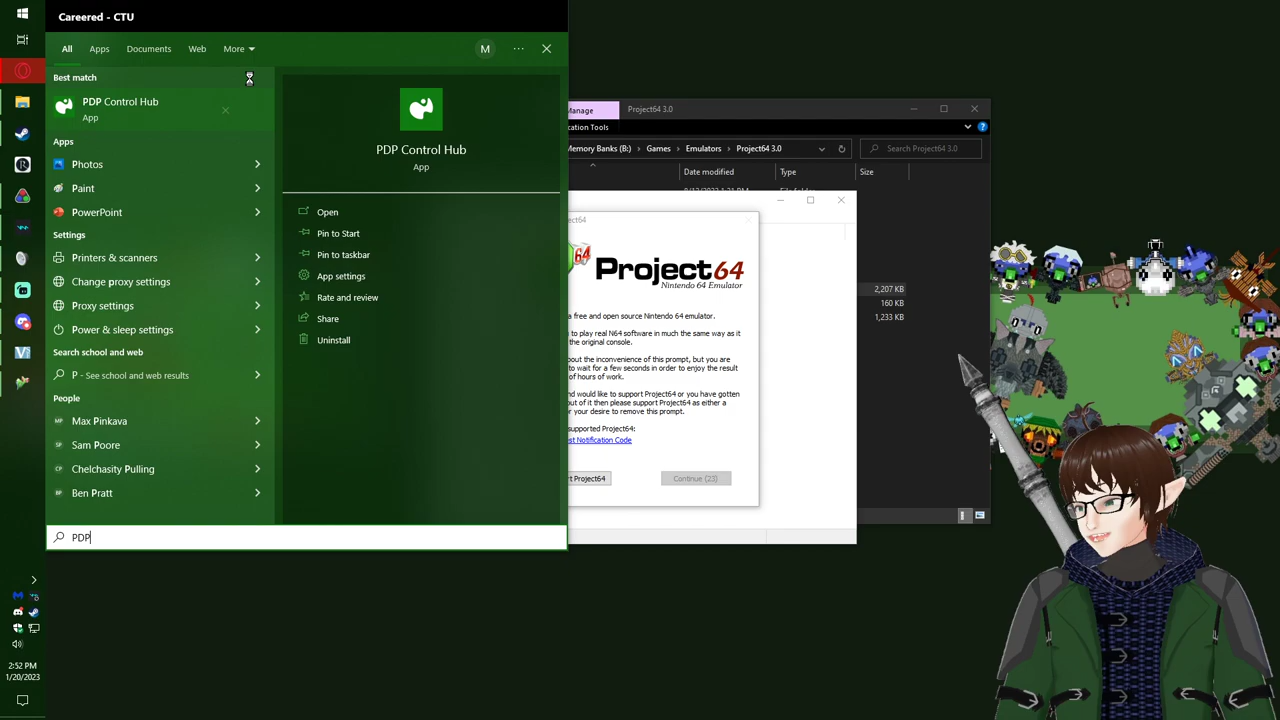 Careered - CTU
All Apps Documents Web More M ···
Best match
PDP Control Hub
App
Apps
Photos
Paint
PowerPoint
Settings
Printers & scanners
Change proxy settings
Proxy settings
Power & sleep settings
Search school and web
P - See school and web results
People
MP Max Pinkava
SP Sam Poore
CP Chelchasity Pulling
BP Ben Pratt
PDP
PDP Control Hub
App
Open
Pin to Start
Pin to taskbar
App settings
Rate and review
Share
Uninstall
Manage Project64 3.0
cation Tools
Memory Banks (B:) Games Emulators Project64 3.0 Search Project64 3.0
Date modified Type Size
2,207 KB
160 KB
1,233 KB
ject64
64
Project64
Nintendo 64 Emulator
a free and open source Nintendo 64 emulator.
s to play real N64 software in much the same way as it
the original console.
bout the inconvenience of this prompt, but you are
to wait for a few seconds in order to enjoy the result
of hours of work.
nd would like to support Project64 or you have gotten
out of it then please support Project64 as either a
or your desire to remove this prompt.
supported Project64:
st Notification Code
rt Project64 Continue (23)
2:52 PM
1/20/2023